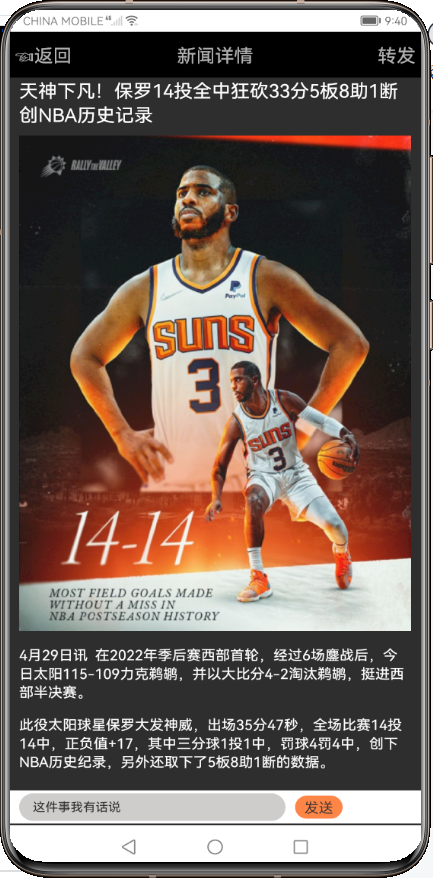 CHINA MOBILE 4G 9:40
返回 新闻详情 转发
天神下凡！保罗14投全中狂砍33分5板8助1断
创NBA历史记录
RALLY THE VALLEY
PayPal
SUNS
3
SUNS
3
14-14
MOST FIELD GOALS MADE
WITHOUT A MISS IN
NBA POSTSEASON HISTORY
4月29日讯 在2022年季后赛西部首轮，经过6场鏖战后，今
日太阳115-109力克鹈鹕，并以大比分4-2淘汰鹈鹕，挺进西
部半决赛。
此役太阳球星保罗大发神威，出场35分47秒，全场比赛14投
14中，正负值+17，其中三分球1投1中，罚球4罚4中，创下
NBA历史纪录，另外还取下了5板8助1断的数据。
这件事我有话说 发送